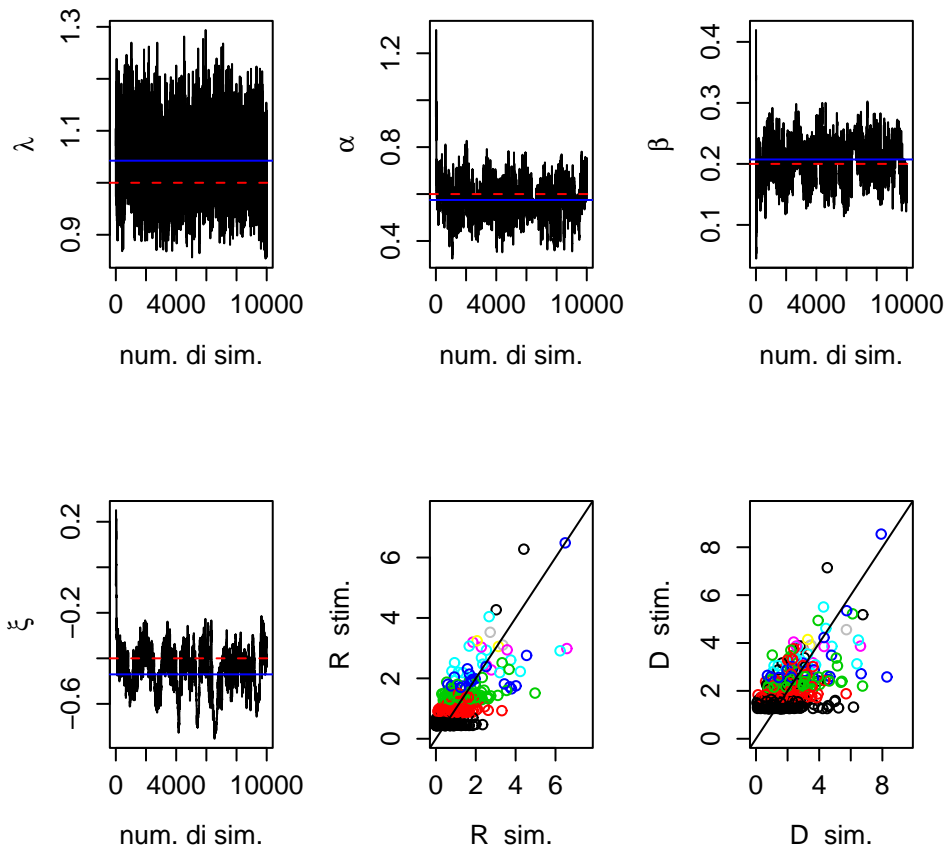 λ
0.9 1.1 1.3
0 4000 10000
num. di sim.
α
0.4 0.8 1.2
0 4000 10000
num. di sim.
β
0.1 0.2 0.3 0.4
0 4000 10000
num. di sim.
ξ
−0.6 −0.2 0.2
0 4000 10000
num. di sim.
R stim.
0 2 4 6
0 2 4 6
R sim.
D stim.
0 2 4 6 8
0 4 8
D sim.